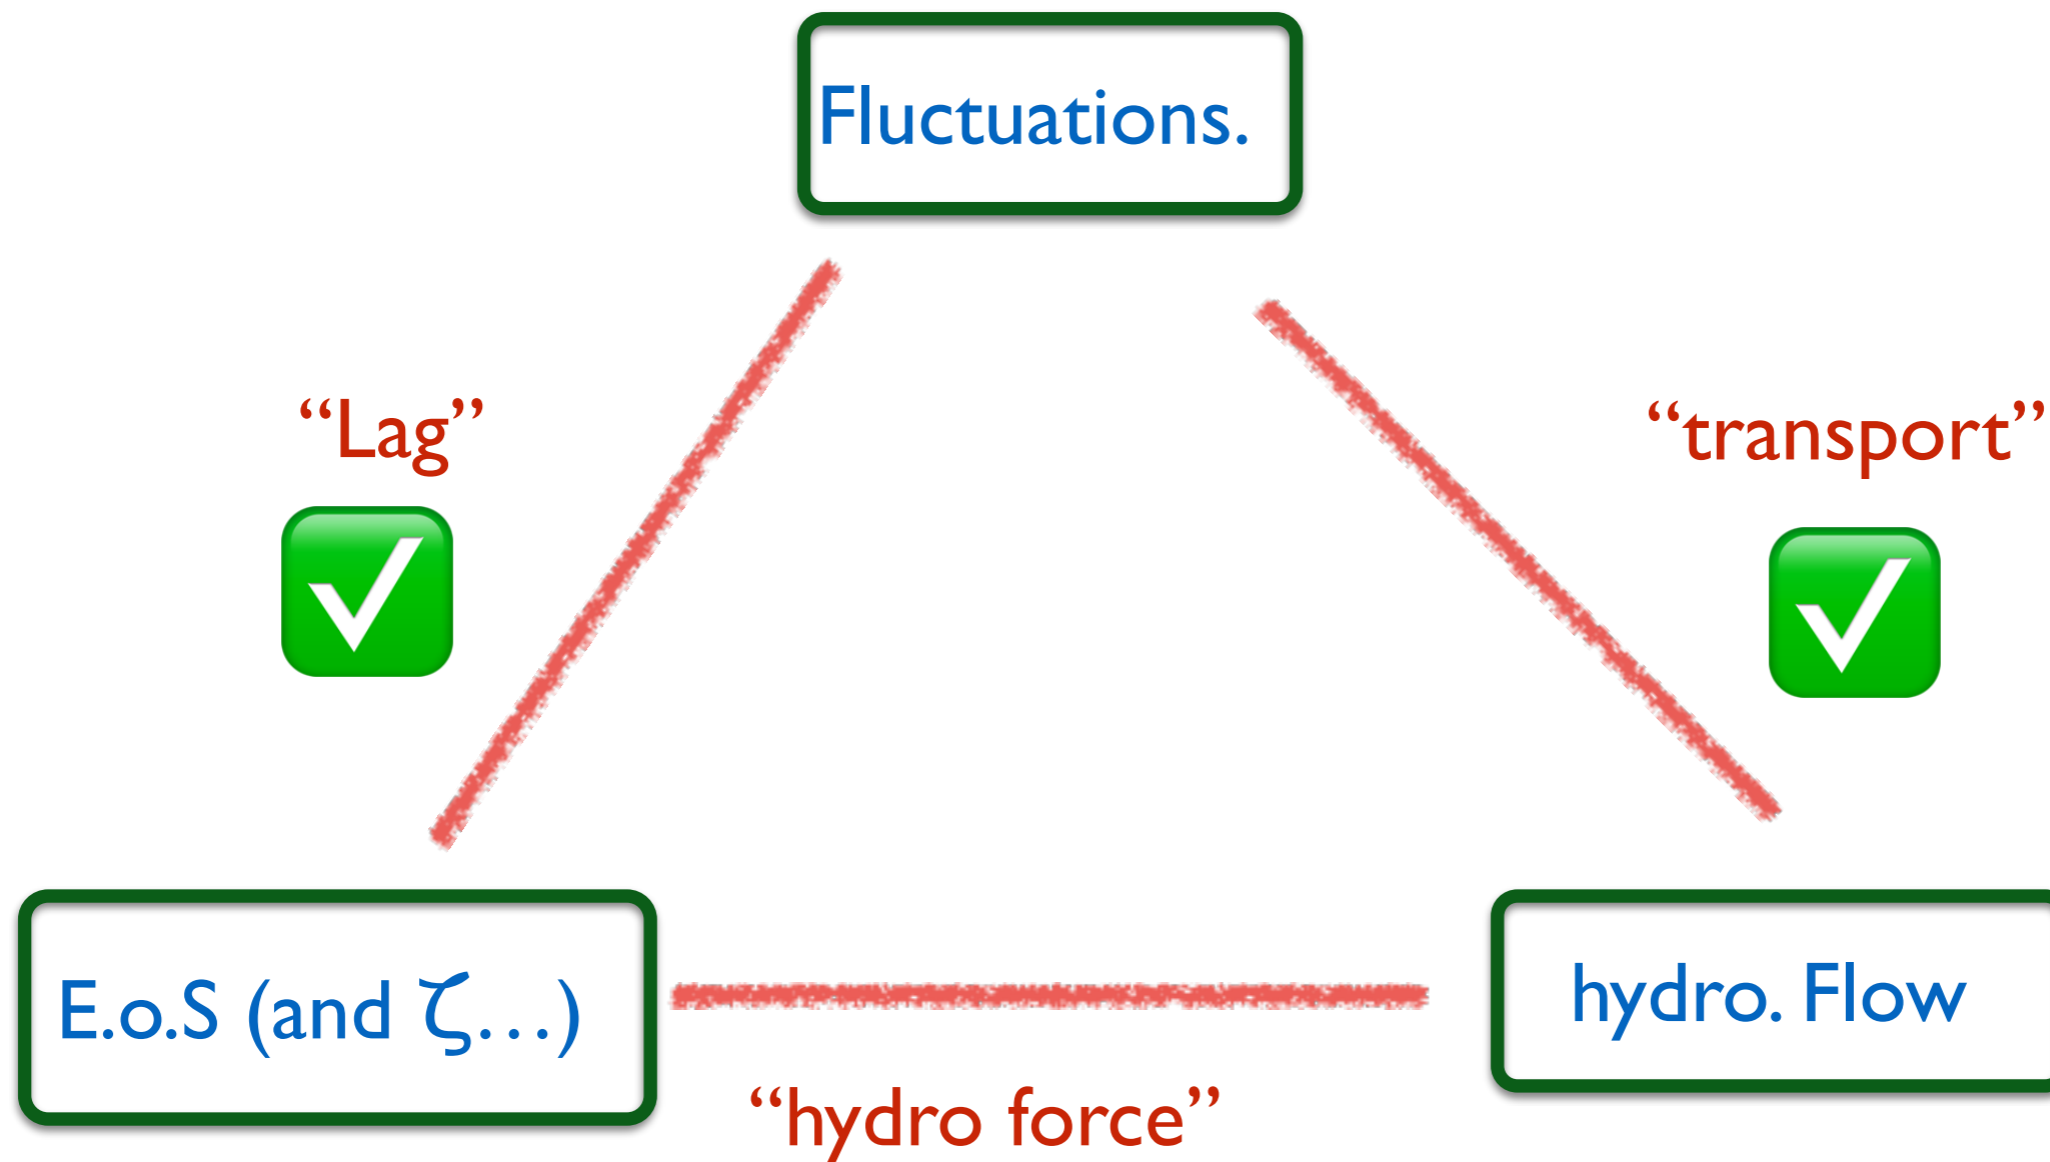 Fluctuations.
“Lag”
“transport”
E.o.S (and ζ…)
hydro. Flow
“hydro force”